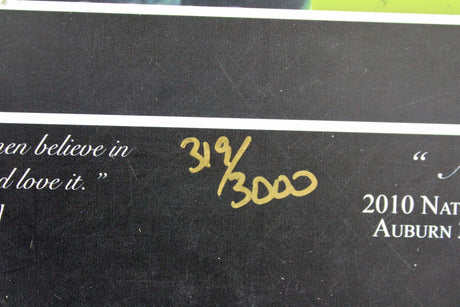 en believe in
d love it.”
319/3000
“
2010 NAT
AUBURN